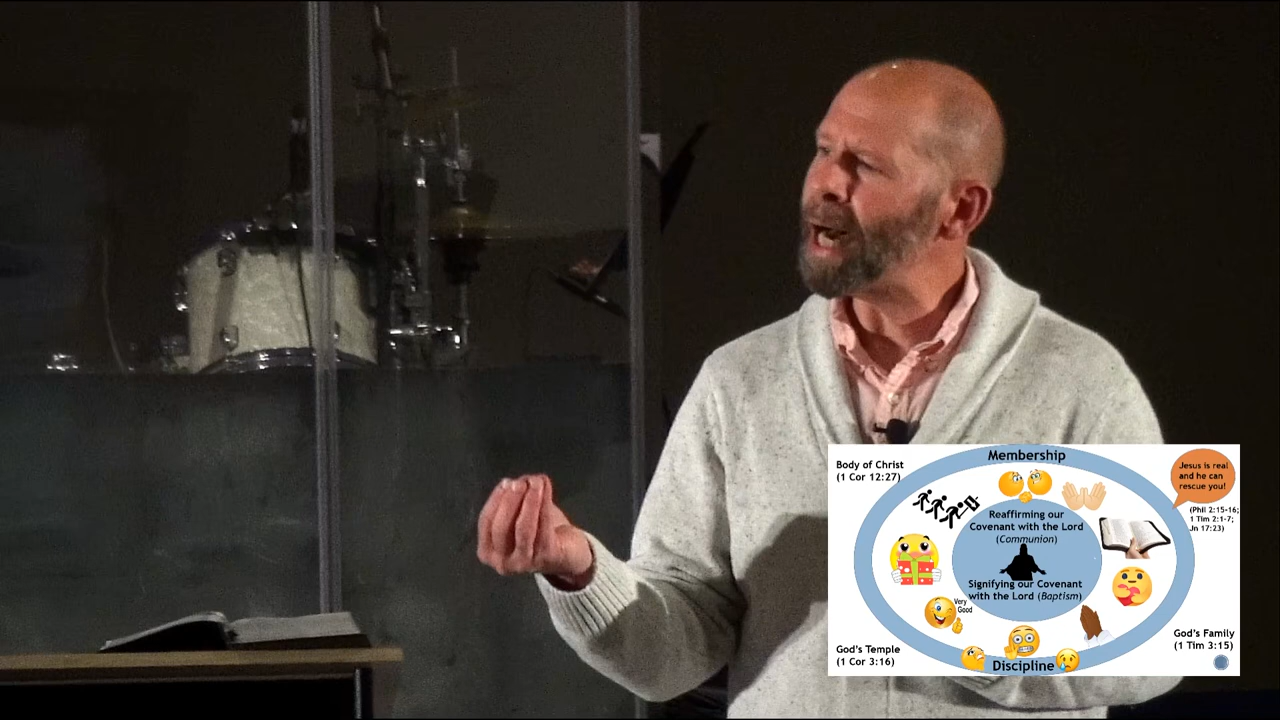 Membership
Body of Christ
(1 Cor 12:27)
Jesus is real
and he can
rescue you!
(Phil 2:15-16;
1 Tim 2:1-7;
Jn 17:23)
Reaffirming our
Covenant with the Lord
(Communion)
Signifying our Covenant
with the Lord (Baptism)
Very
Good
God's Temple
(1 Cor 3:16)
God's Family
(1 Tim 3:15)
Discipline